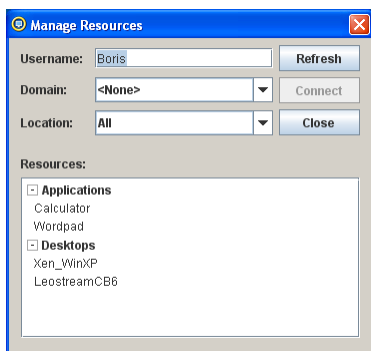 Manage Resources
Username: Boris Refresh
Domain: <None> Connect
Location: All Close
Resources:
Applications
Calculator
Wordpad
Desktops
Xen_WinXP
LeostreamCB6